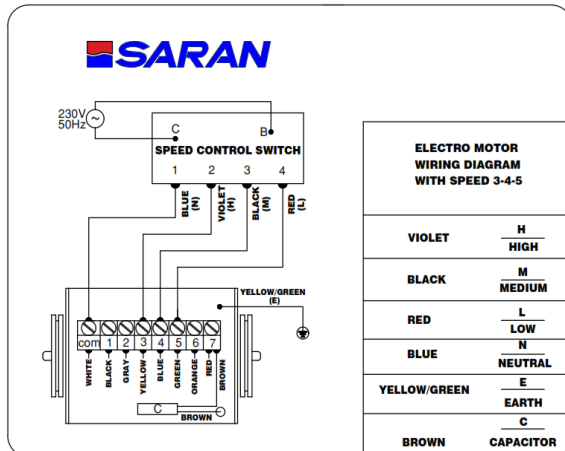 SARAN
230V
50Hz
~
C
B
SPEED CONTROL SWITCH
1 2 3 4
BLUE
(N)
VIOLET
(H)
BLACK
(M)
RED
(L)
YELLOW/GREEN
(E)
com 1 2 3 4 5 6 7
WHITE
BLACK
GRAY
YELLOW
BLUE
GREEN
ORANGE
RED
BROWN
C
BROWN
ELECTRO MOTOR
WIRING DIAGRAM
WITH SPEED 3-4-5
VIOLET
H
HIGH
BLACK
M
MEDIUM
RED
L
LOW
BLUE
N
NEUTRAL
YELLOW/GREEN
E
EARTH
BROWN
C
CAPACITOR